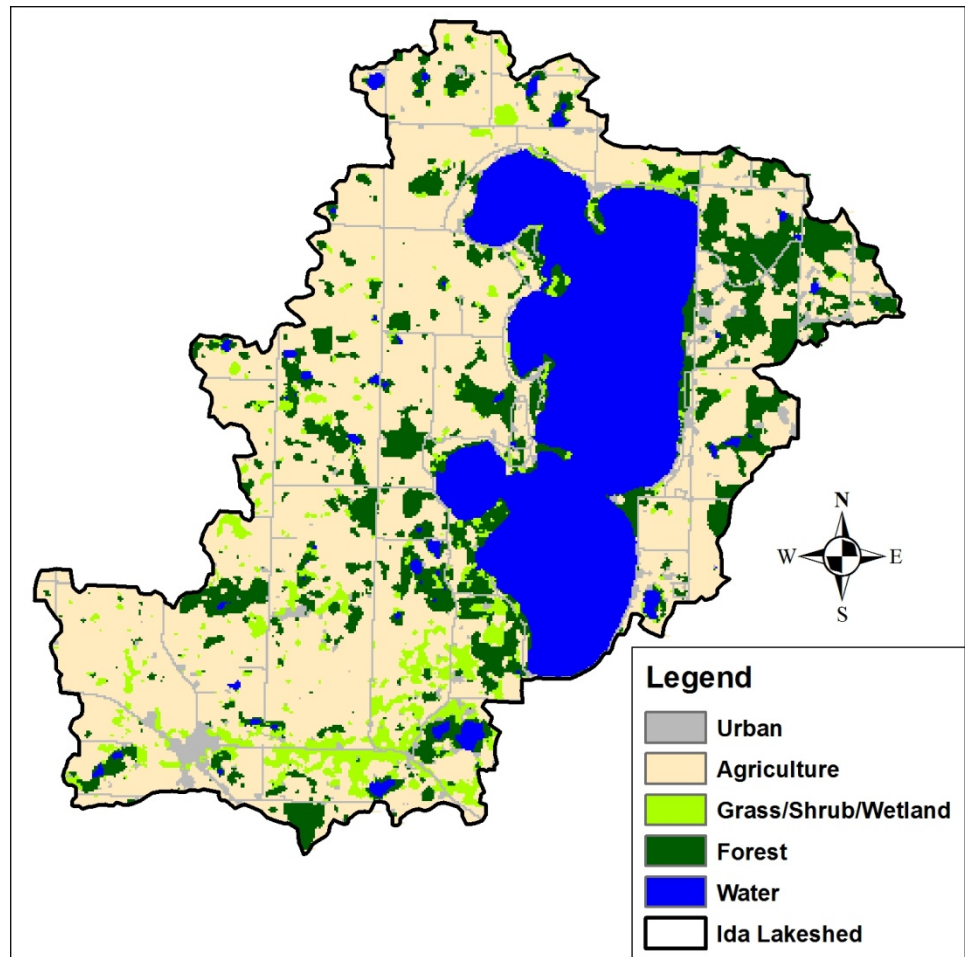 N
W E
S
Legend
Urban
Agriculture
Grass/Shrub/Wetland
Forest
Water
Ida Lakeshed